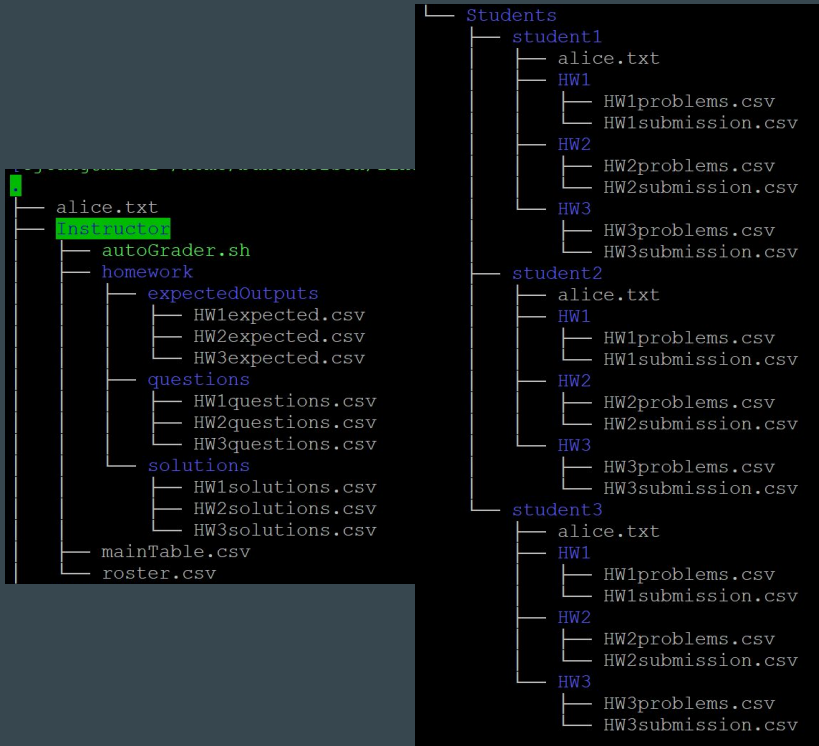 .
├── alice.txt
├── Instructor
│   ├── autoGrader.sh
│   ├── homework
│   │   ├── expectedOutputs
│   │   │   ├── HW1expected.csv
│   │   │   ├── HW2expected.csv
│   │   │   └── HW3expected.csv
│   │   ├── questions
│   │   │   ├── HW1questions.csv
│   │   │   ├── HW2questions.csv
│   │   │   └── HW3questions.csv
│   │   └── solutions
│   │       ├── HW1solutions.csv
│   │       ├── HW2solutions.csv
│   │       └── HW3solutions.csv
│   ├── mainTable.csv
│   └── roster.csv
└── Students
    ├── student1
    │   ├── alice.txt
    │   ├── HW1
    │   │   ├── HW1problems.csv
    │   │   └── HW1submission.csv
    │   ├── HW2
    │   │   ├── HW2problems.csv
    │   │   └── HW2submission.csv
    │   └── HW3
    │       ├── HW3problems.csv
    │       └── HW3submission.csv
    ├── student2
    │   ├── alice.txt
    │   ├── HW1
    │   │   ├── HW1problems.csv
    │   │   └── HW1submission.csv
    │   ├── HW2
    │   │   ├── HW2problems.csv
    │   │   └── HW2submission.csv
    │   └── HW3
    │       ├── HW3problems.csv
    │       └── HW3submission.csv
    └── student3
        ├── alice.txt
        ├── HW1
        │   ├── HW1problems.csv
        │   └── HW1submission.csv
        ├── HW2
        │   ├── HW2problems.csv
        │   └── HW2submission.csv
        └── HW3
            ├── HW3problems.csv
            └── HW3submission.csv